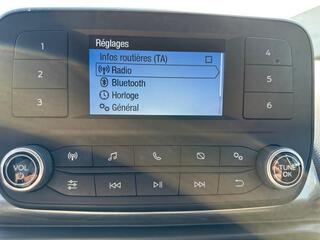 Réglages
Infos routières (TA)
Radio
Bluetooth
Horloge
Général
1
2
3
4
5
6
VOL
TUNE
OK